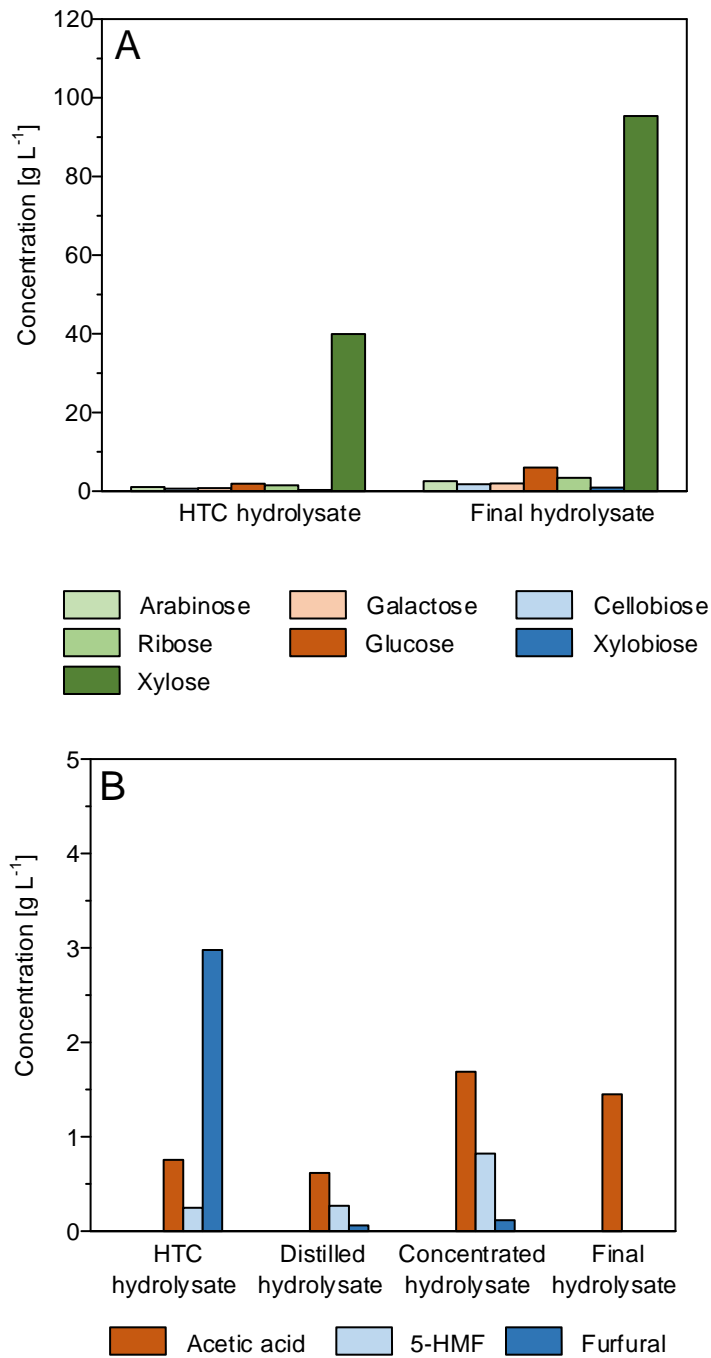 A
120
100
80
60
40
20
0
Concentration [g L⁻¹]
HTC hydrolysate Final hydrolysate
Arabinose Galactose Cellobiose
Ribose Glucose Xylobiose
Xylose
B
5
4
3
2
1
0
Concentration [g L⁻¹]
HTC Distilled Concentrated Final
hydrolysate hydrolysate hydrolysate hydrolysate
Acetic acid 5-HMF Furfural